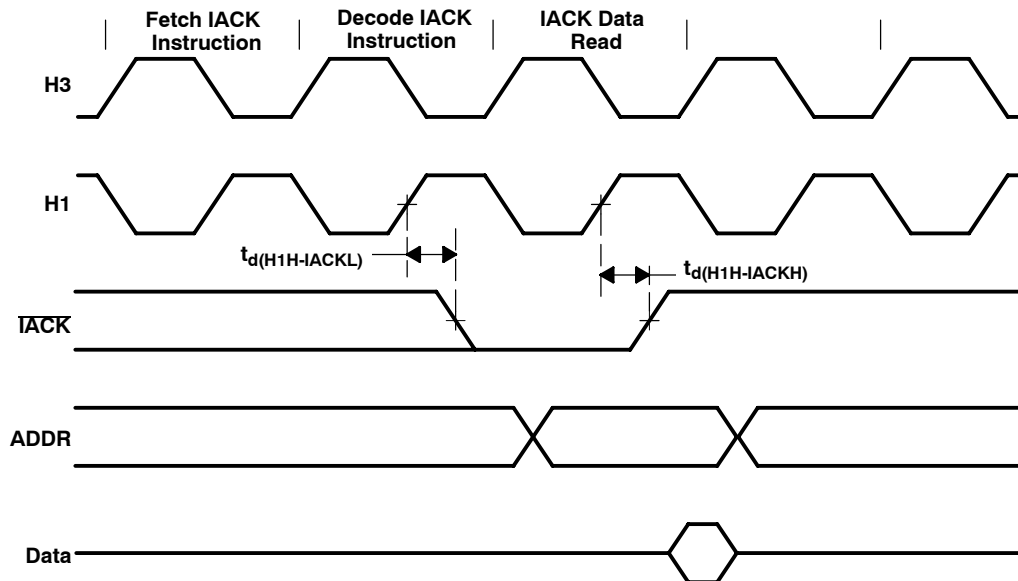 Fetch IACK
Instruction
Decode IACK
Instruction
IACK Data
Read
H3
H1
td(H1H-IACKL)
td(H1H-IACKH)
IACK
ADDR
Data